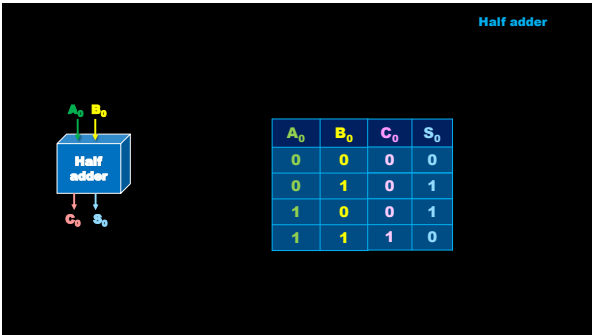 Half adder
A₀ B₀
Half
adder
C₀ S₀
A₀ B₀ C₀ S₀
0 0 0 0
0 1 0 1
1 0 0 1
1 1 1 0